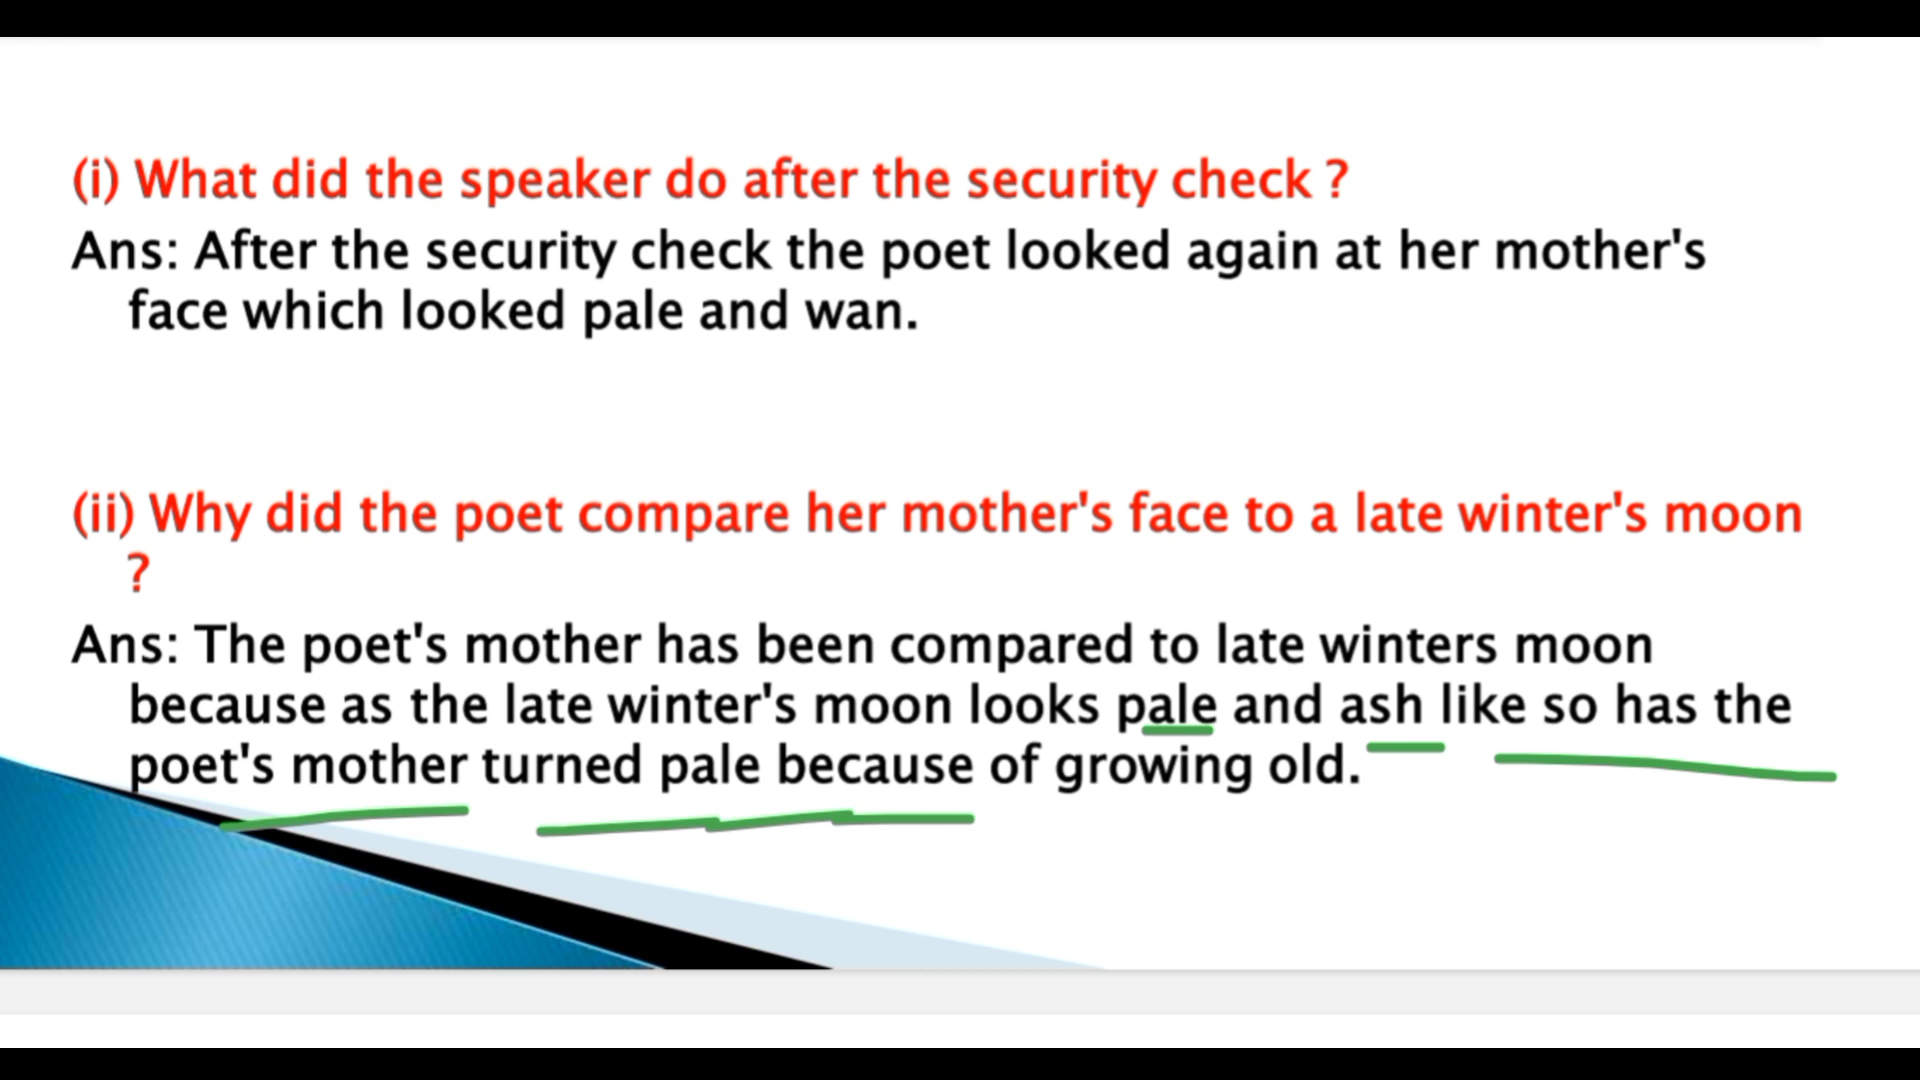 (i) What did the speaker do after the security check ?
Ans: After the security check the poet looked again at her mother's
face which looked pale and wan.
(ii) Why did the poet compare her mother's face to a late winter's moon
?
Ans: The poet's mother has been compared to late winters moon
because as the late winter's moon looks pale and ash like so has the
poet's mother turned pale because of growing old.